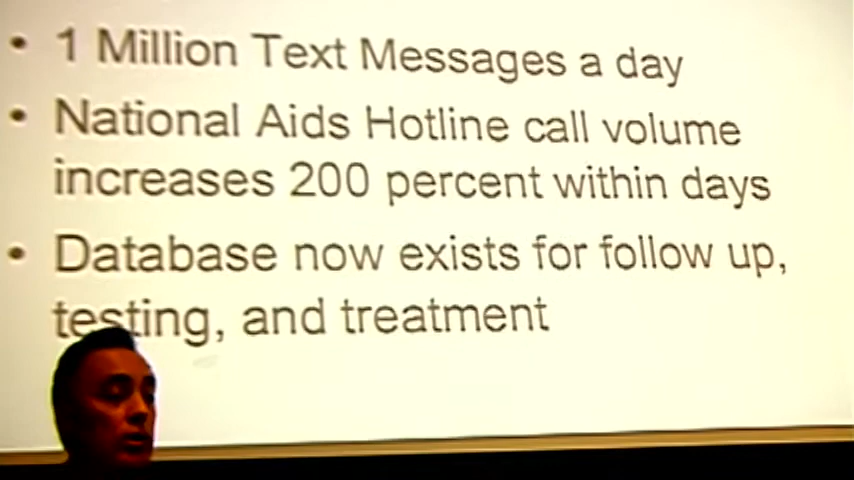 • 1 Million Text Messages a day
• National Aids Hotline call volume
increases 200 percent within days
• Database now exists for follow up,
testing, and treatment